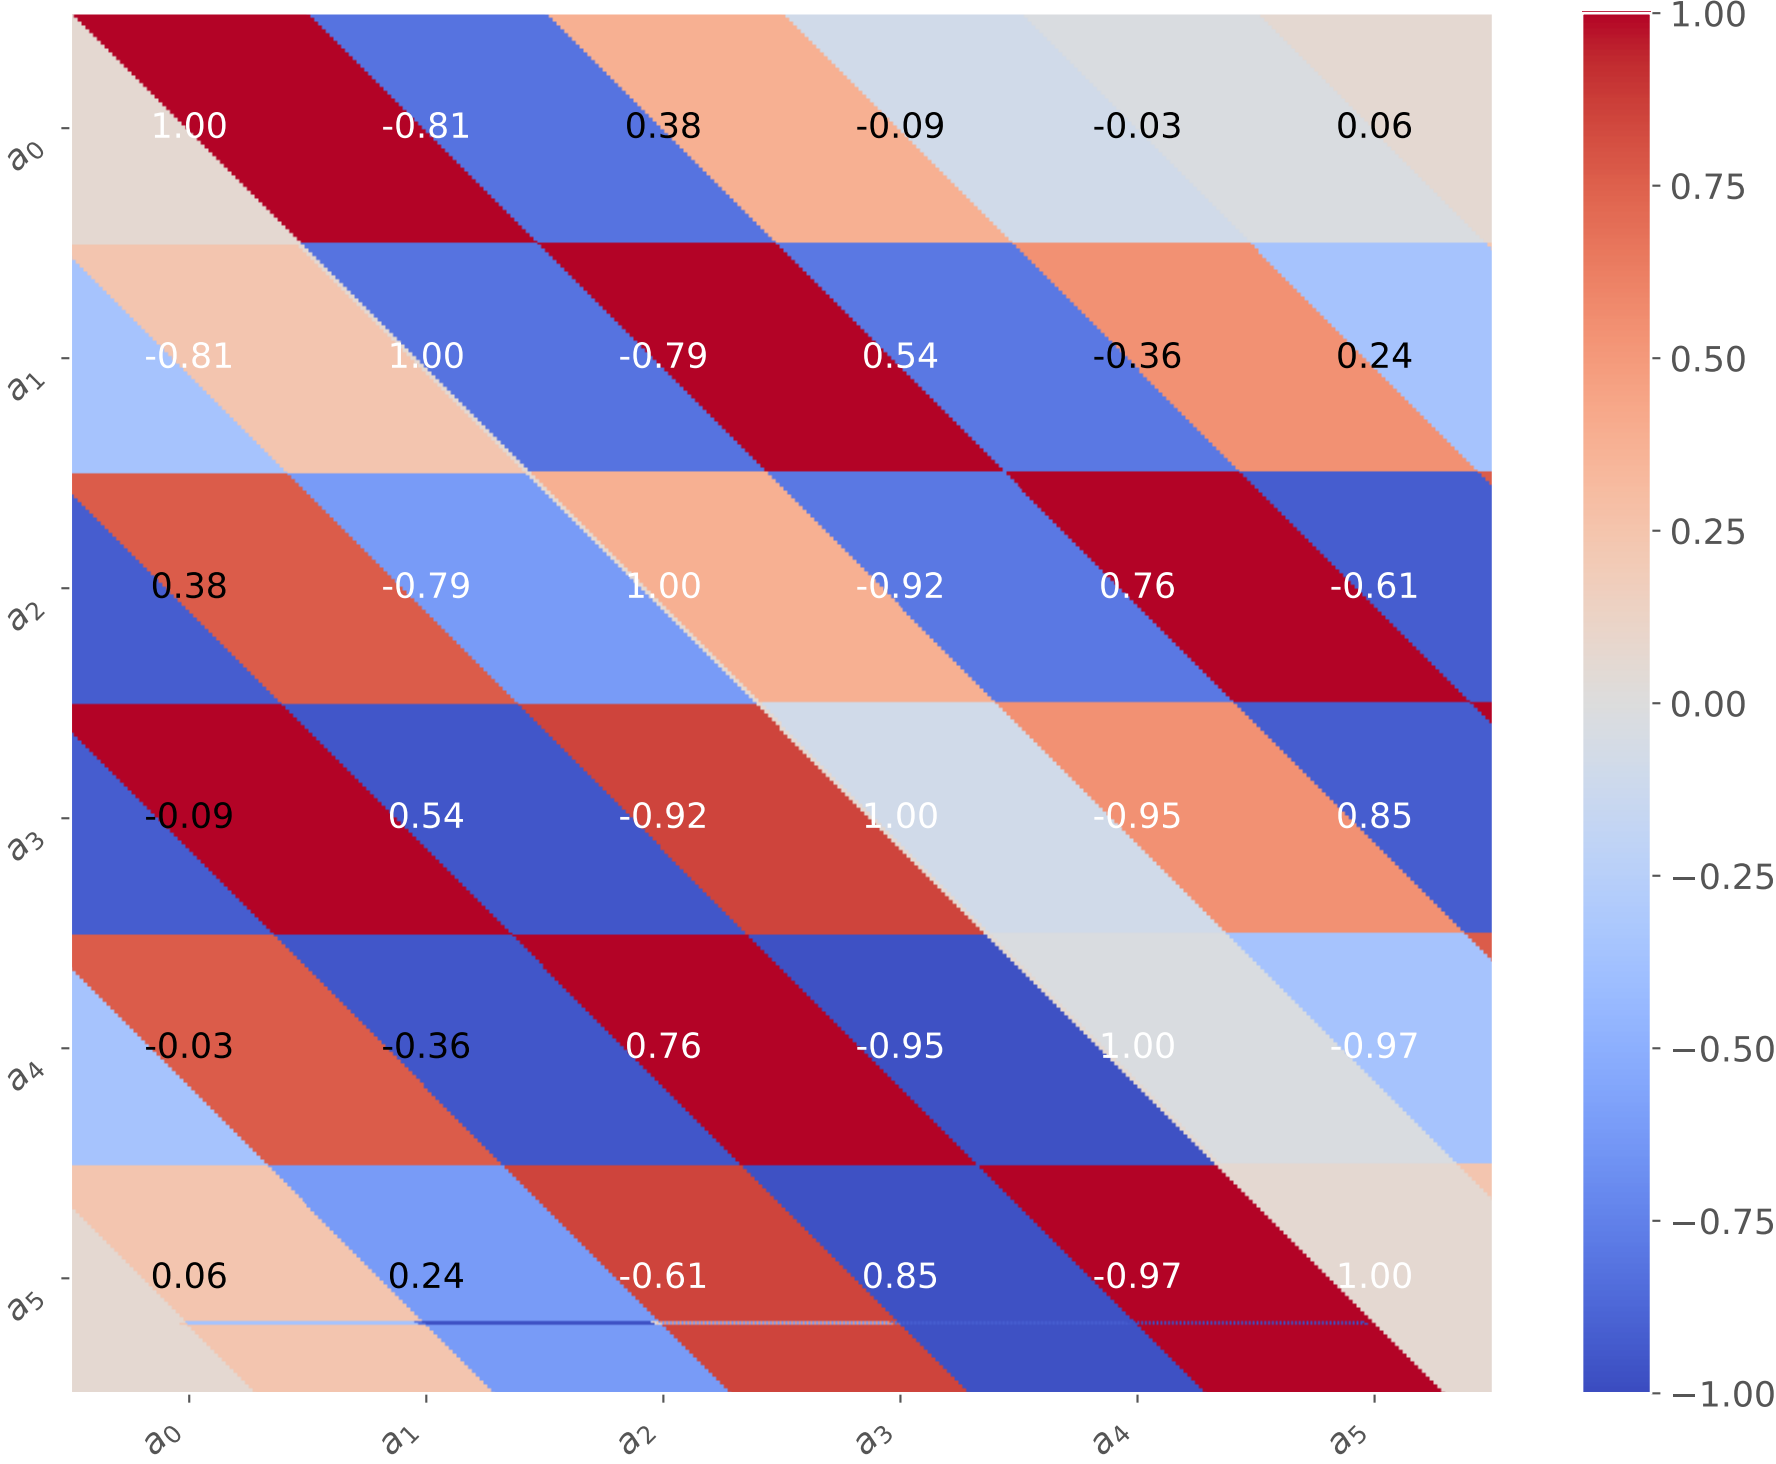 1.00
a0 1.00 -0.81 0.38 -0.09 -0.03 0.06
0.75
a1 -0.81 1.00 -0.79 0.54 -0.36 0.24
0.50
0.25
a2 0.38 -0.79 1.00 -0.92 0.76 -0.61
0.00
a3 -0.09 0.54 -0.92 1.00 -0.95 0.85
−0.25
a4 -0.03 -0.36 0.76 -0.95 1.00 -0.97
−0.50
−0.75
a5 0.06 0.24 -0.61 0.85 -0.97 1.00
−1.00
a0 a1 a2 a3 a4 a5